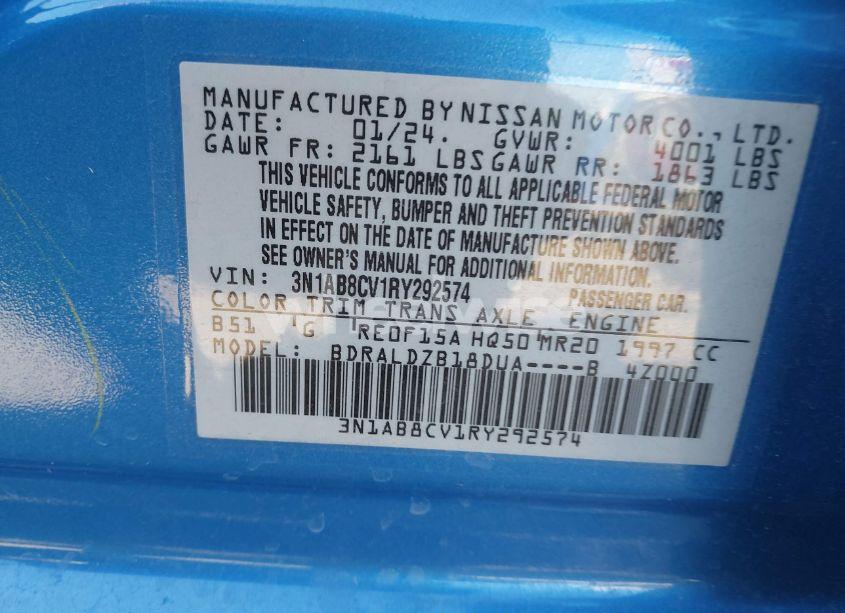 MANUFACTURED BY NISSAN MOTOR CO., LTD.
DATE: 01/24. GVWR: 4001 LBS
GAWR FR: 2161 LBS GAWR RR: 1863 LBS
THIS VEHICLE CONFORMS TO ALL APPLICABLE FEDERAL MOTOR
VEHICLE SAFETY, BUMPER AND THEFT PREVENTION STANDARDS
IN EFFECT ON THE DATE OF MANUFACTURE SHOWN ABOVE.
SEE OWNER'S MANUAL FOR ADDITIONAL INFORMATION.
VIN: 3N1AB8CV1RY292574 PASSENGER CAR.
COLOR TRIM TRANS AXLE ENGINE
B51 G RE0F15A HQ50 MR20 1997 CC
MODEL: BDRALDZB18DUA----B 4Z000
3N1AB8CV1RY292574